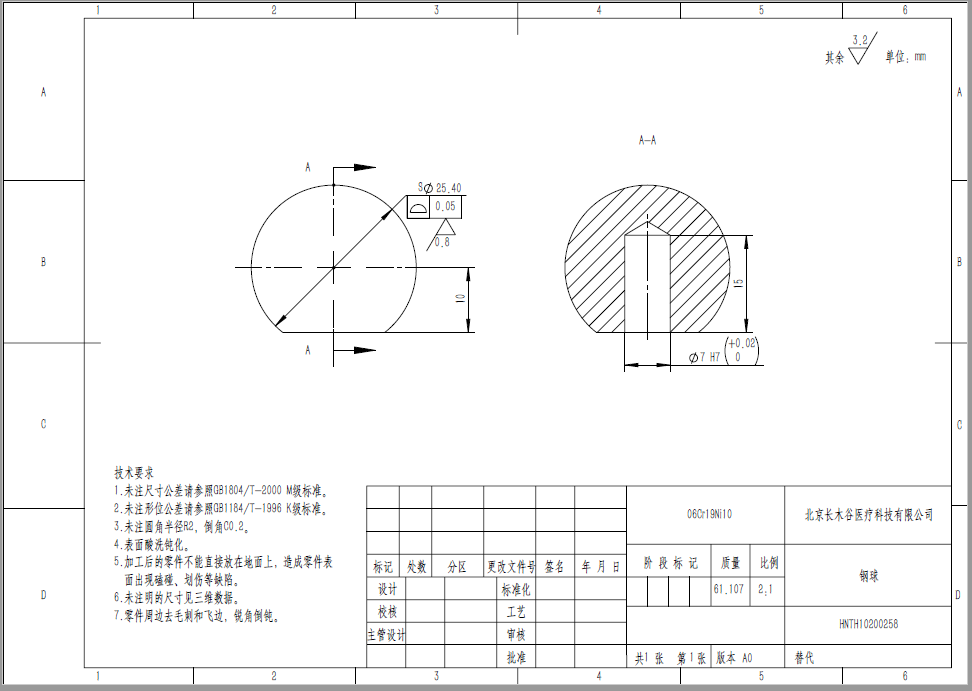 1 2 3 4 5 6
3.2
其余 单位: mm
A A
A-A
A
SØ 25.40
0.05
0.8
B B
10
15
A
Ø7 H7 (+0.02 0)
C C
技术要求
1.未注尺寸公差请参照GB1804/T-2000 M级标准。
2.未注形位公差请参照GB1184/T-1996 K级标准。
3.未注圆角半径R2, 倒角C0.2。
4.表面酸洗钝化。
5.加工后的零件不能直接放在地面上, 造成零件表
面出现磕碰、划伤等缺陷。
6.未注明的尺寸见三维数据。
7.零件周边去毛刺和飞边, 锐角倒钝。
D D
06Cr19Ni10 北京长木谷医疗科技有限公司
标记 处数 分区 更改文件号 签名 年 月 日 阶 段 标 记 质量 比例
钢球
设计 标准化 61.107 2:1
校核 工艺
HNTH10200258
主管设计 审核
批准 共1 张 第1张 版本 A0 替代
1 2 3 4 5 6